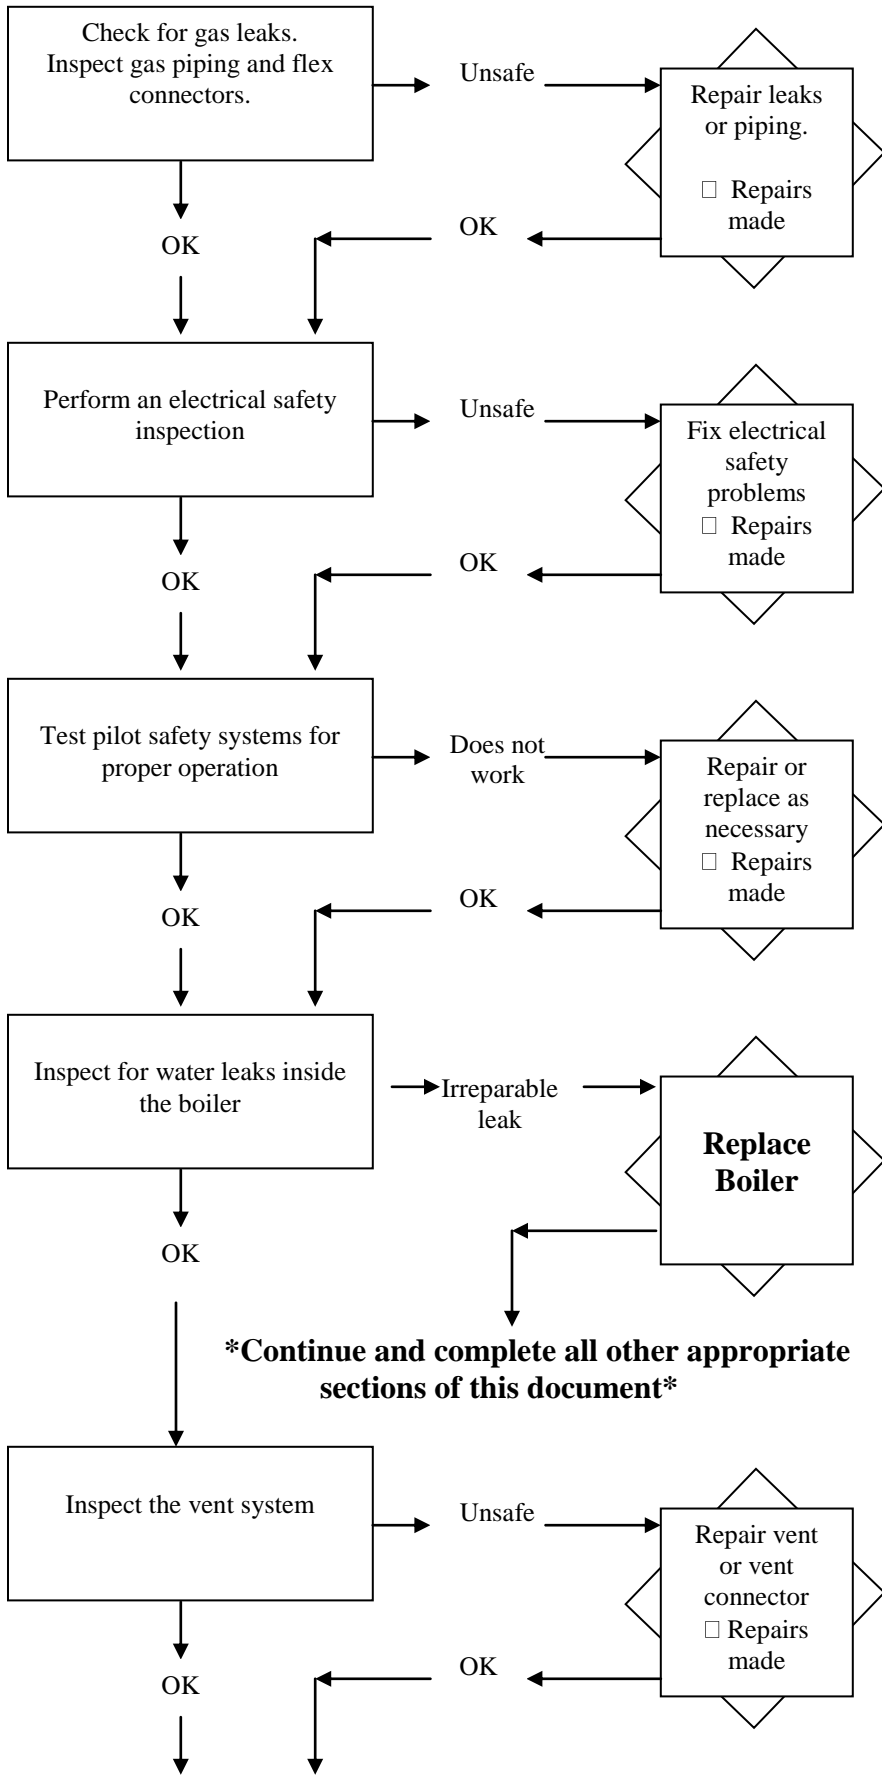 Check for gas leaks.
Inspect gas piping and flex
connectors.
Unsafe
Repair leaks
or piping.
□ Repairs
made
OK
OK
Perform an electrical safety
inspection
Unsafe
Fix electrical
safety
problems
□ Repairs
made
OK
OK
Test pilot safety systems for
proper operation
Does not
work
Repair or
replace as
necessary
□ Repairs
made
OK
OK
Inspect for water leaks inside
the boiler
Irreparable
leak
Replace
Boiler
OK
*Continue and complete all other appropriate
sections of this document*
Inspect the vent system
Unsafe
Repair vent
or vent
connector
□ Repairs
made
OK
OK